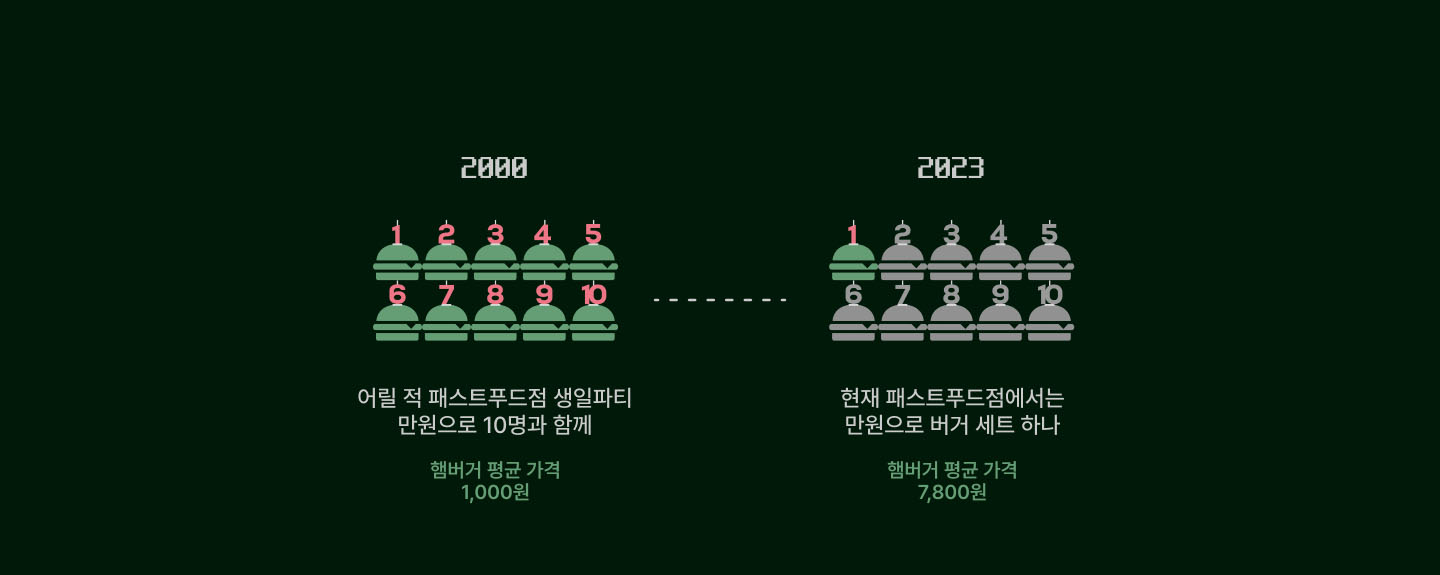 2000
1 2 3 4 5
6 7 8 9 10
어릴 적 패스트푸드점 생일파티
만원으로 10명과 함께
햄버거 평균 가격
1,000원
2023
1 2 3 4 5
6 7 8 9 10
현재 패스트푸드점에서는
만원으로 버거 세트 하나
햄버거 평균 가격
7,800원